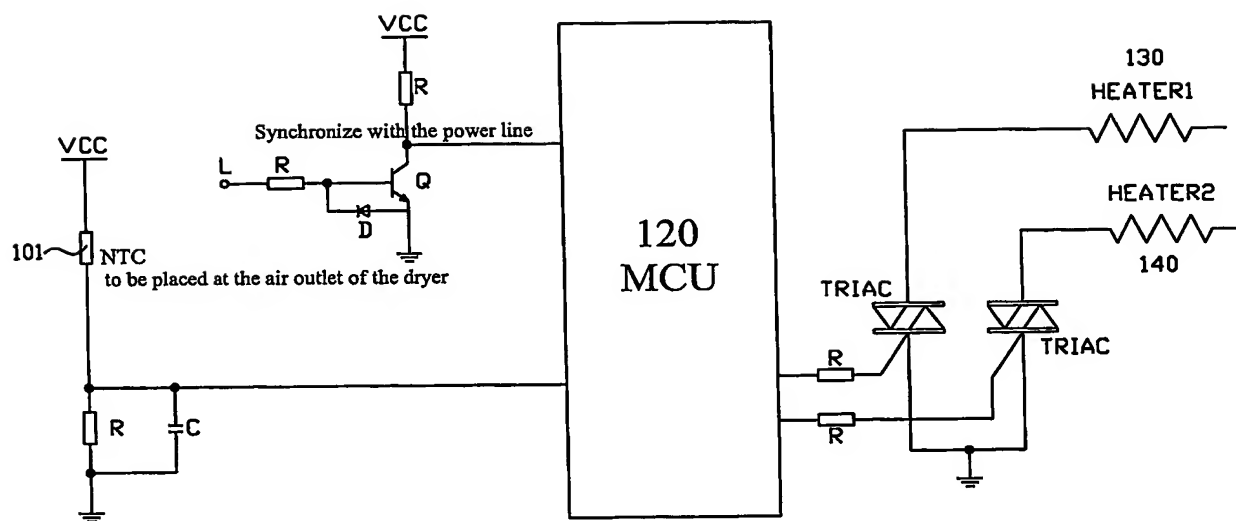 VCC
130
HEATER1
R
Synchronize with the power line
VCC
L
R
Q
D
HEATER2
140
101
NTC
to be placed at the air outlet of the dryer
120
MCU
TRIAC
TRIAC
R
R
R
C